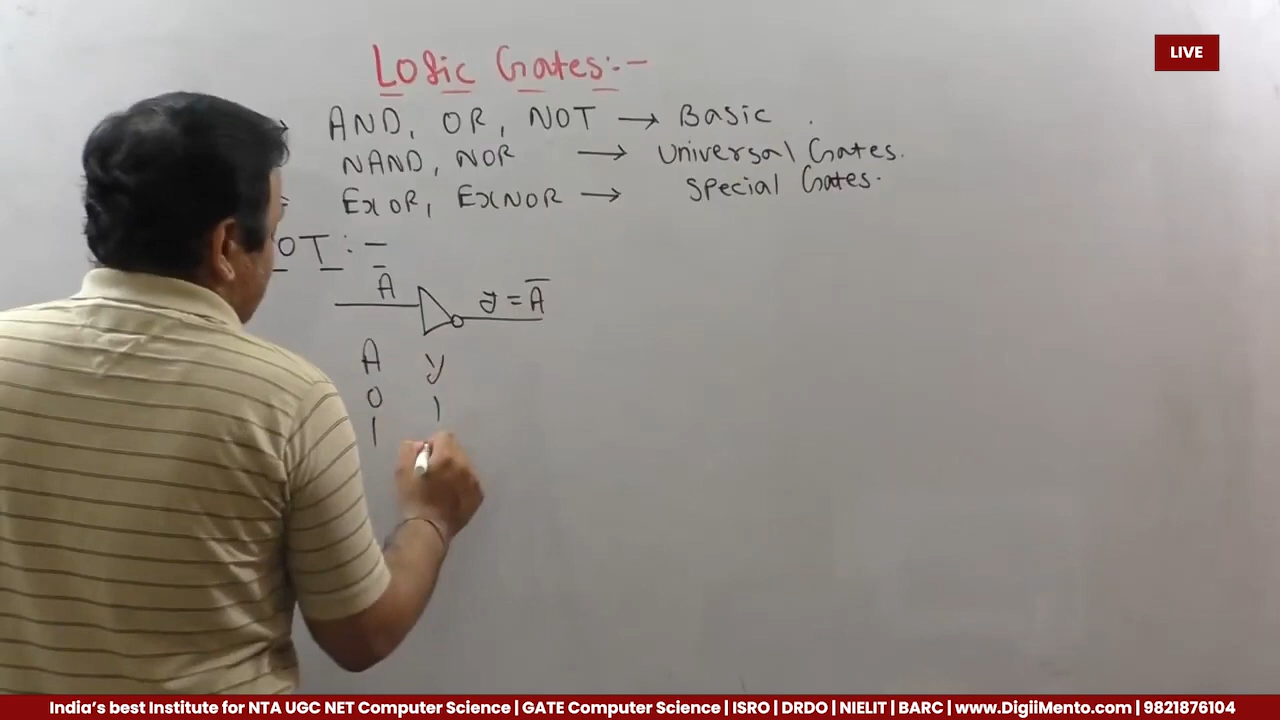 LIVE
Logic Gates:-
AND, OR, NOT → Basic .
NAND, NOR → Universal Gates.
ExOR, ExNOR → Special Gates.
OT :-
A y = A̅
A y
0 1
1
India's best Institute for NTA UGC NET Computer Science | GATE Computer Science | ISRO | DRDO | NIELIT | BARC | www.DigiiMento.com | 9821876104